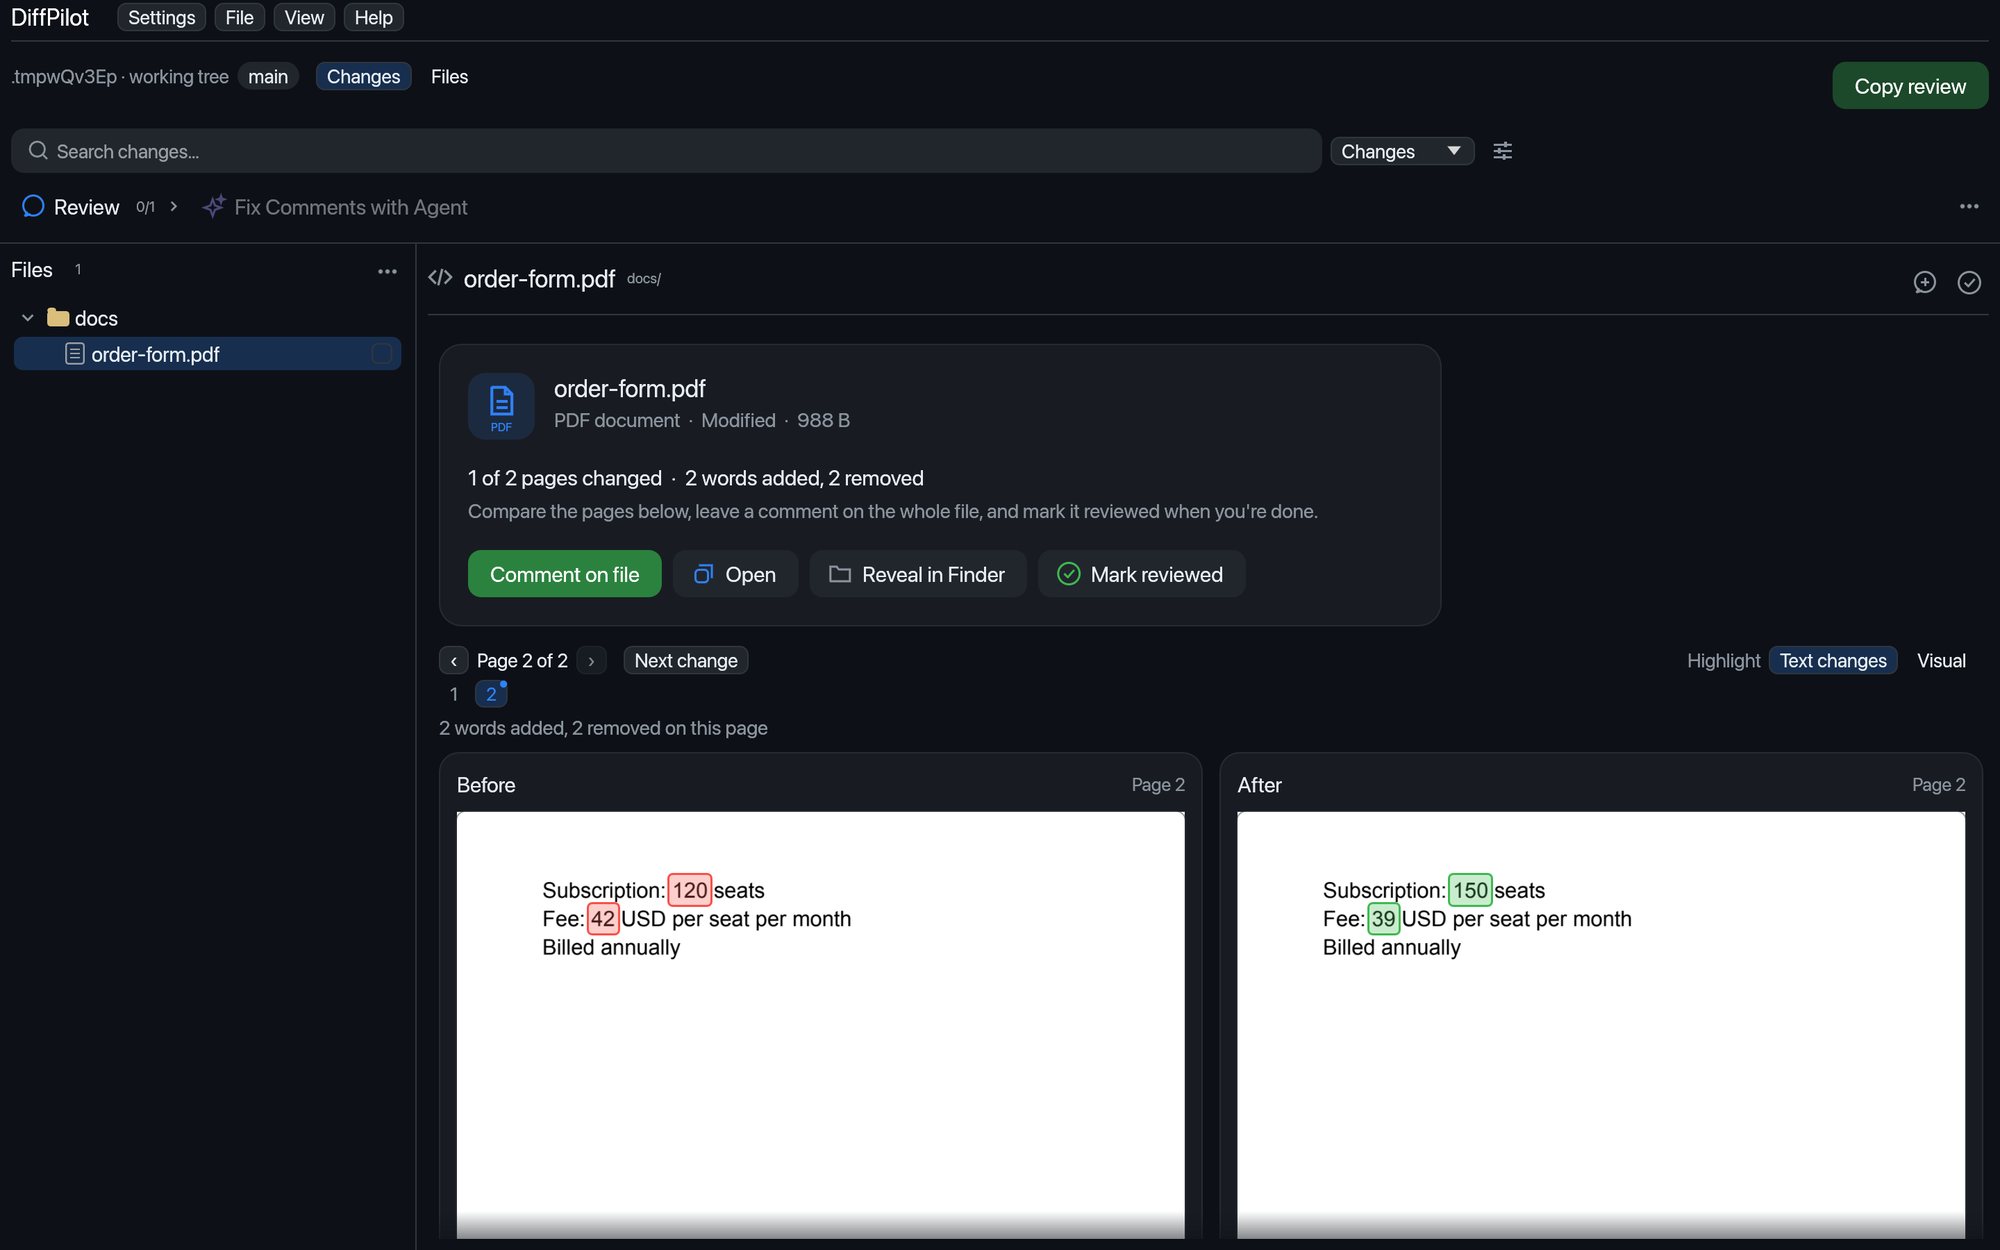 DiffPilot Settings File View Help
.tmpwQv3Ep · working tree main Changes Files
Copy review
Search changes...
Changes
Review 0/1 Fix Comments with Agent
Files 1
docs
order-form.pdf
order-form.pdf docs/
PDF
order-form.pdf
PDF document · Modified · 988 B
1 of 2 pages changed · 2 words added, 2 removed
Compare the pages below, leave a comment on the whole file, and mark it reviewed when you're done.
Comment on file Open Reveal in Finder Mark reviewed
Page 2 of 2 Next change
Highlight Text changes Visual
1 2
2 words added, 2 removed on this page
Before Page 2
Subscription: 120 seats
Fee: 42 USD per seat per month
Billed annually
After Page 2
Subscription: 150 seats
Fee: 39 USD per seat per month
Billed annually